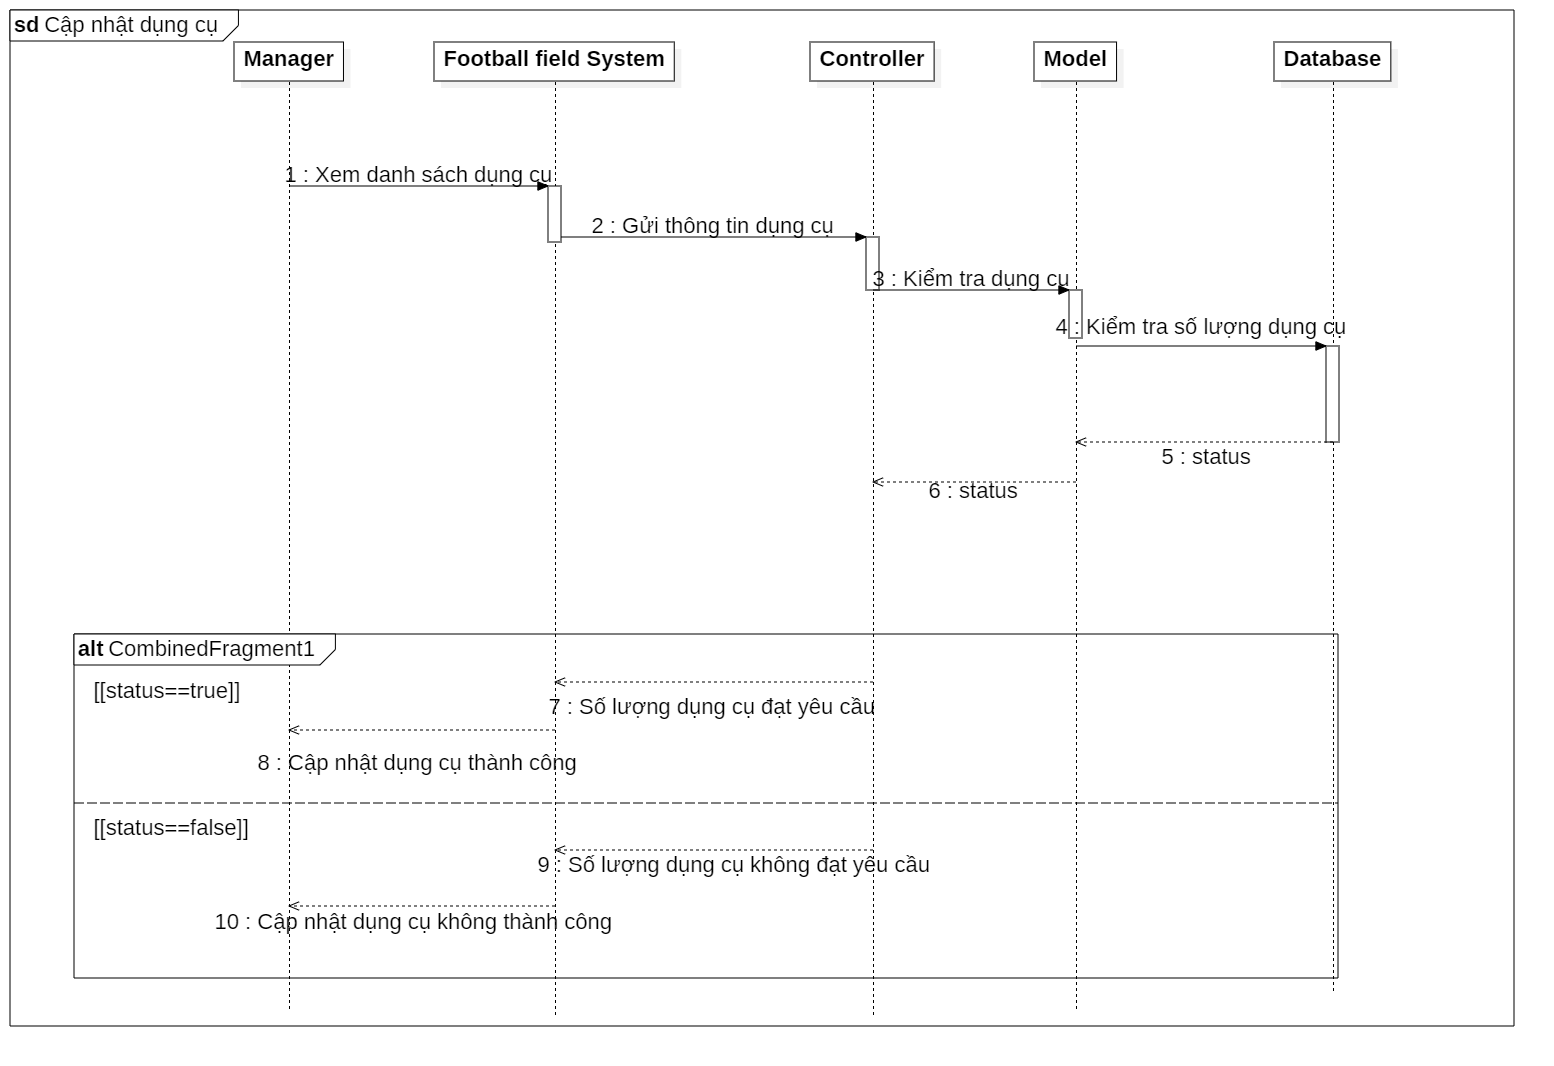 sd Cập nhật dụng cụ
Manager
Football field System
Controller
Model
Database
1 : Xem danh sách dụng cụ
2 : Gửi thông tin dụng cụ
3 : Kiểm tra dụng cụ
4 : Kiểm tra số lượng dụng cụ
5 : status
6 : status
alt CombinedFragment1
[[status==true]]
7 : Số lượng dụng cụ đạt yêu cầu
8 : Cập nhật dụng cụ thành công
[[status==false]]
9 : Số lượng dụng cụ không đạt yêu cầu
10 : Cập nhật dụng cụ không thành công